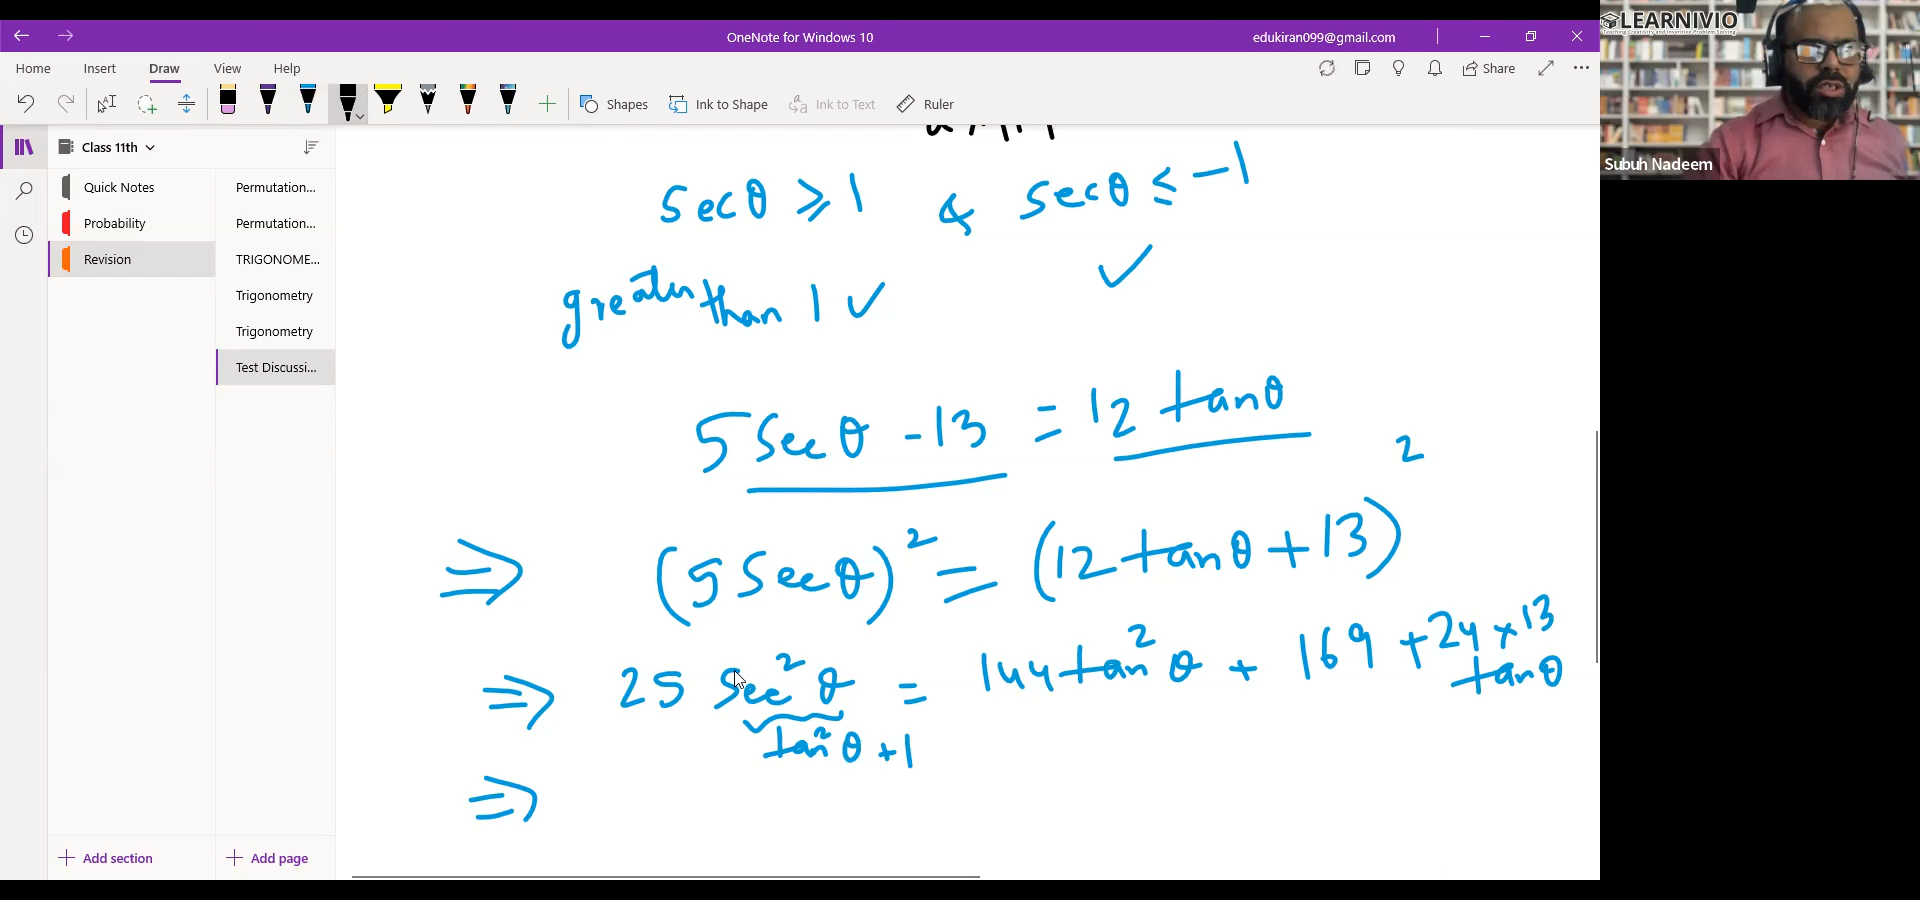 OneNote for Windows 10
edukiran099@gmail.com
LEARNIVIO
Home Insert Draw View Help
Share
Shapes Ink to Shape Ink to Text Ruler
Class 11th
Quick Notes
Probability
Revision
Permutation...
Permutation...
TRIGONOME...
Trigonometry
Trigonometry
Test Discussi...
Subuh Nadeem
secθ ⩾ 1 & secθ ≤ -1
greater than 1 ✓ ✓
5 secθ - 13 = 12 tanθ
⇒ (5 secθ)² = (12 tanθ + 13)²
⇒ 25 sec²θ = 144 tan²θ + 169 + 24 × 13 tanθ
tan²θ + 1
⇒
+ Add section + Add page